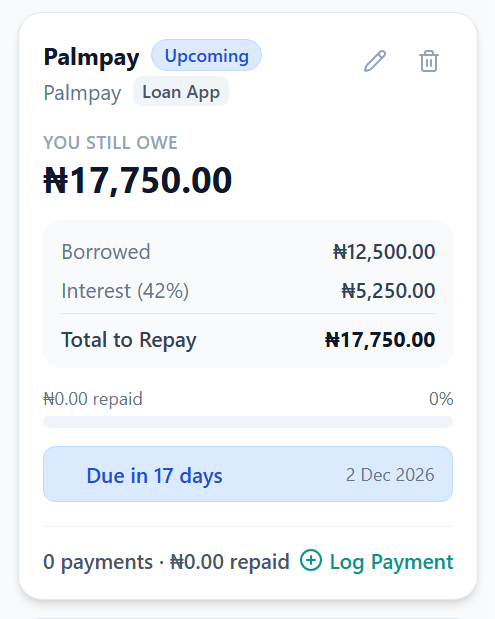 Palmpay Upcoming
Palmpay Loan App
YOU STILL OWE
₦17,750.00
Borrowed ₦12,500.00
Interest (42%) ₦5,250.00
Total to Repay ₦17,750.00
₦0.00 repaid 0%
Due in 17 days 2 Dec 2026
0 payments · ₦0.00 repaid Log Payment